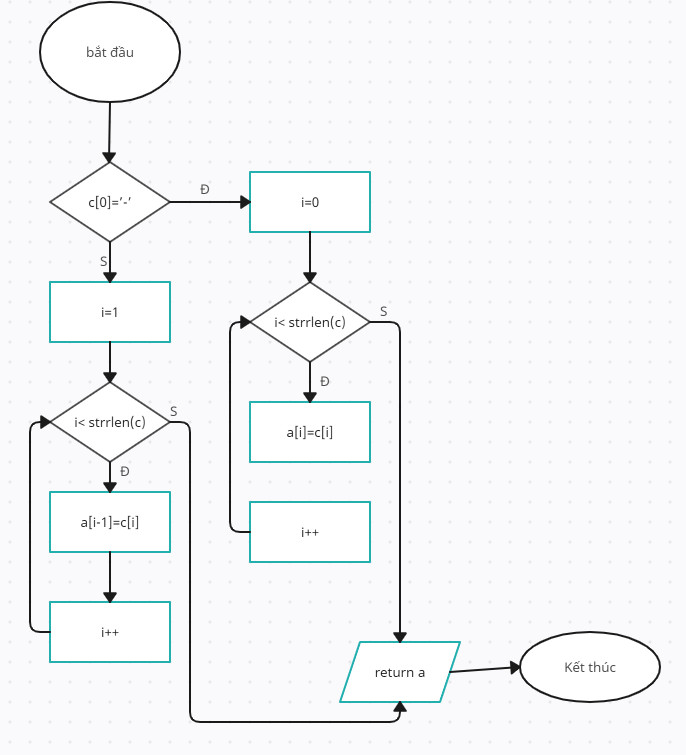 bắt đầu
c[0]='-'
Đ
i=0
S
i=1
i< strrlen(c)
S
Đ
a[i]=c[i]
i++
i< strrlen(c)
S
Đ
a[i-1]=c[i]
i++
return a
Kết thúc